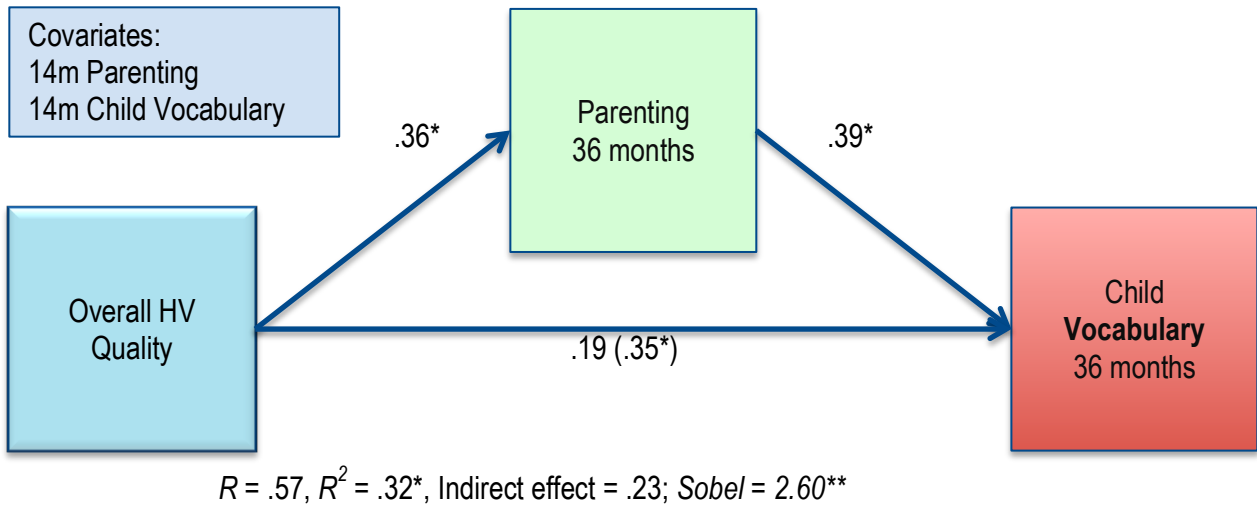 Covariates:
14m Parenting
14m Child Vocabulary
Parenting
36 months
.36*
.39*
Overall HV
Quality
Child
Vocabulary
36 months
.19 (.35*)
R = .57, R² = .32*, Indirect effect = .23; Sobel = 2.60**